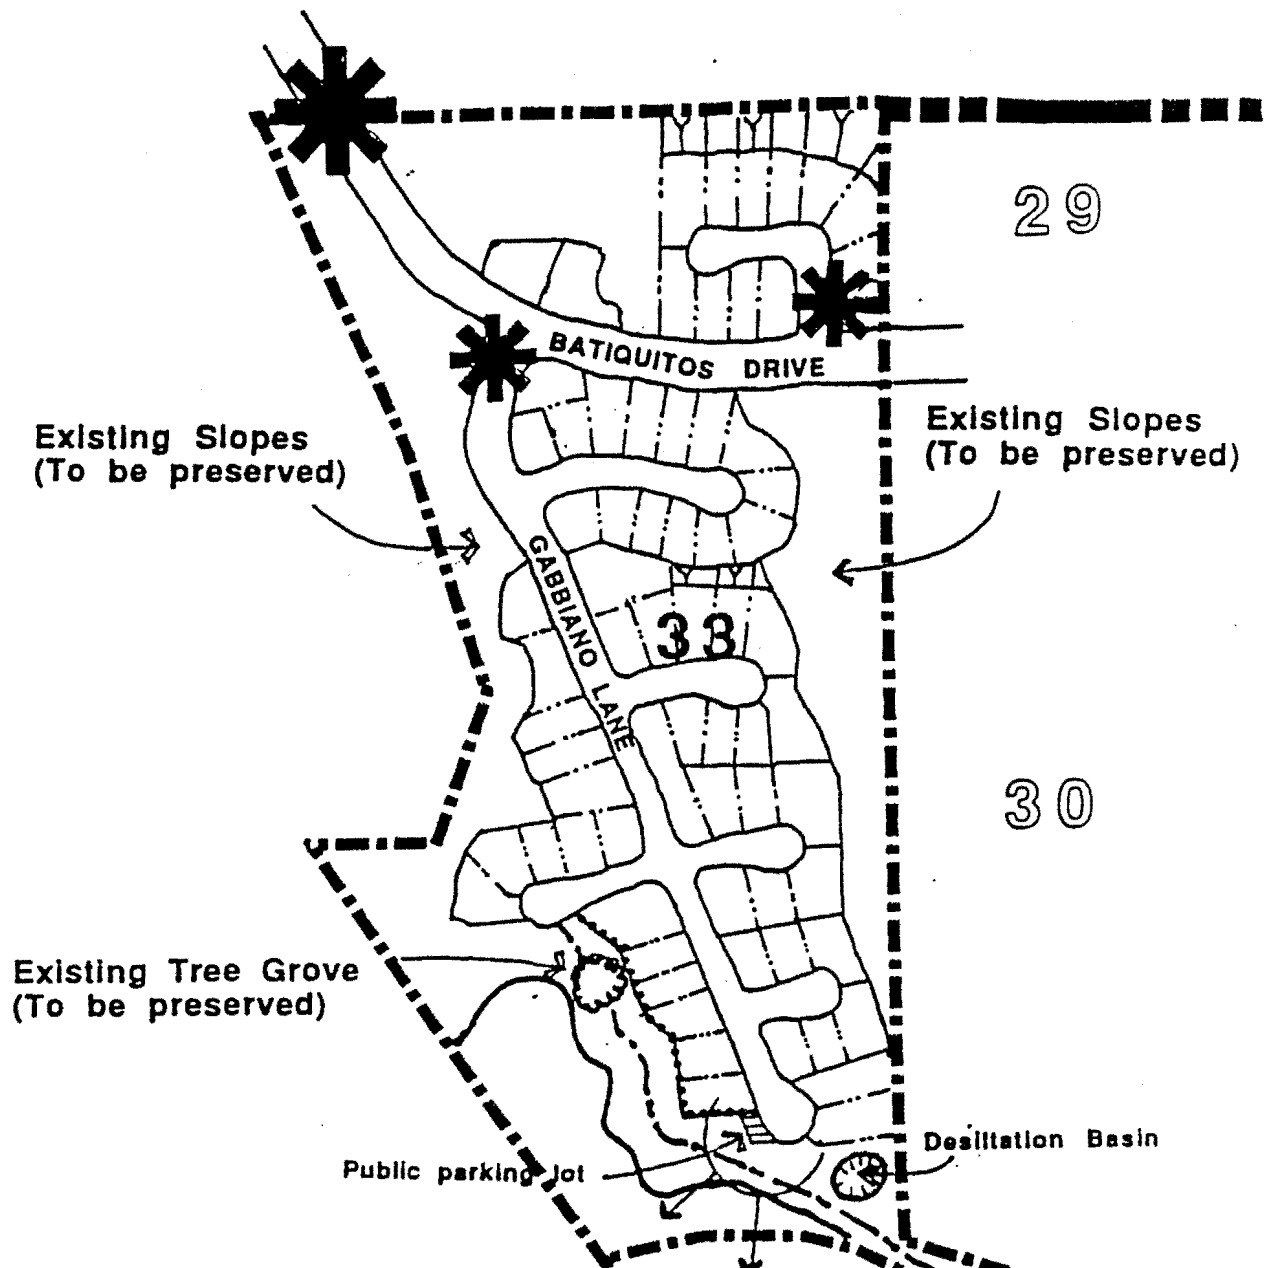 29
BATIQUITOS DRIVE
Existing Slopes
(To be preserved)
Existing Slopes
(To be preserved)
GABBIANO LANE
33
30
Existing Tree Grove
(To be preserved)
Desiltation Basin
Public parking lot